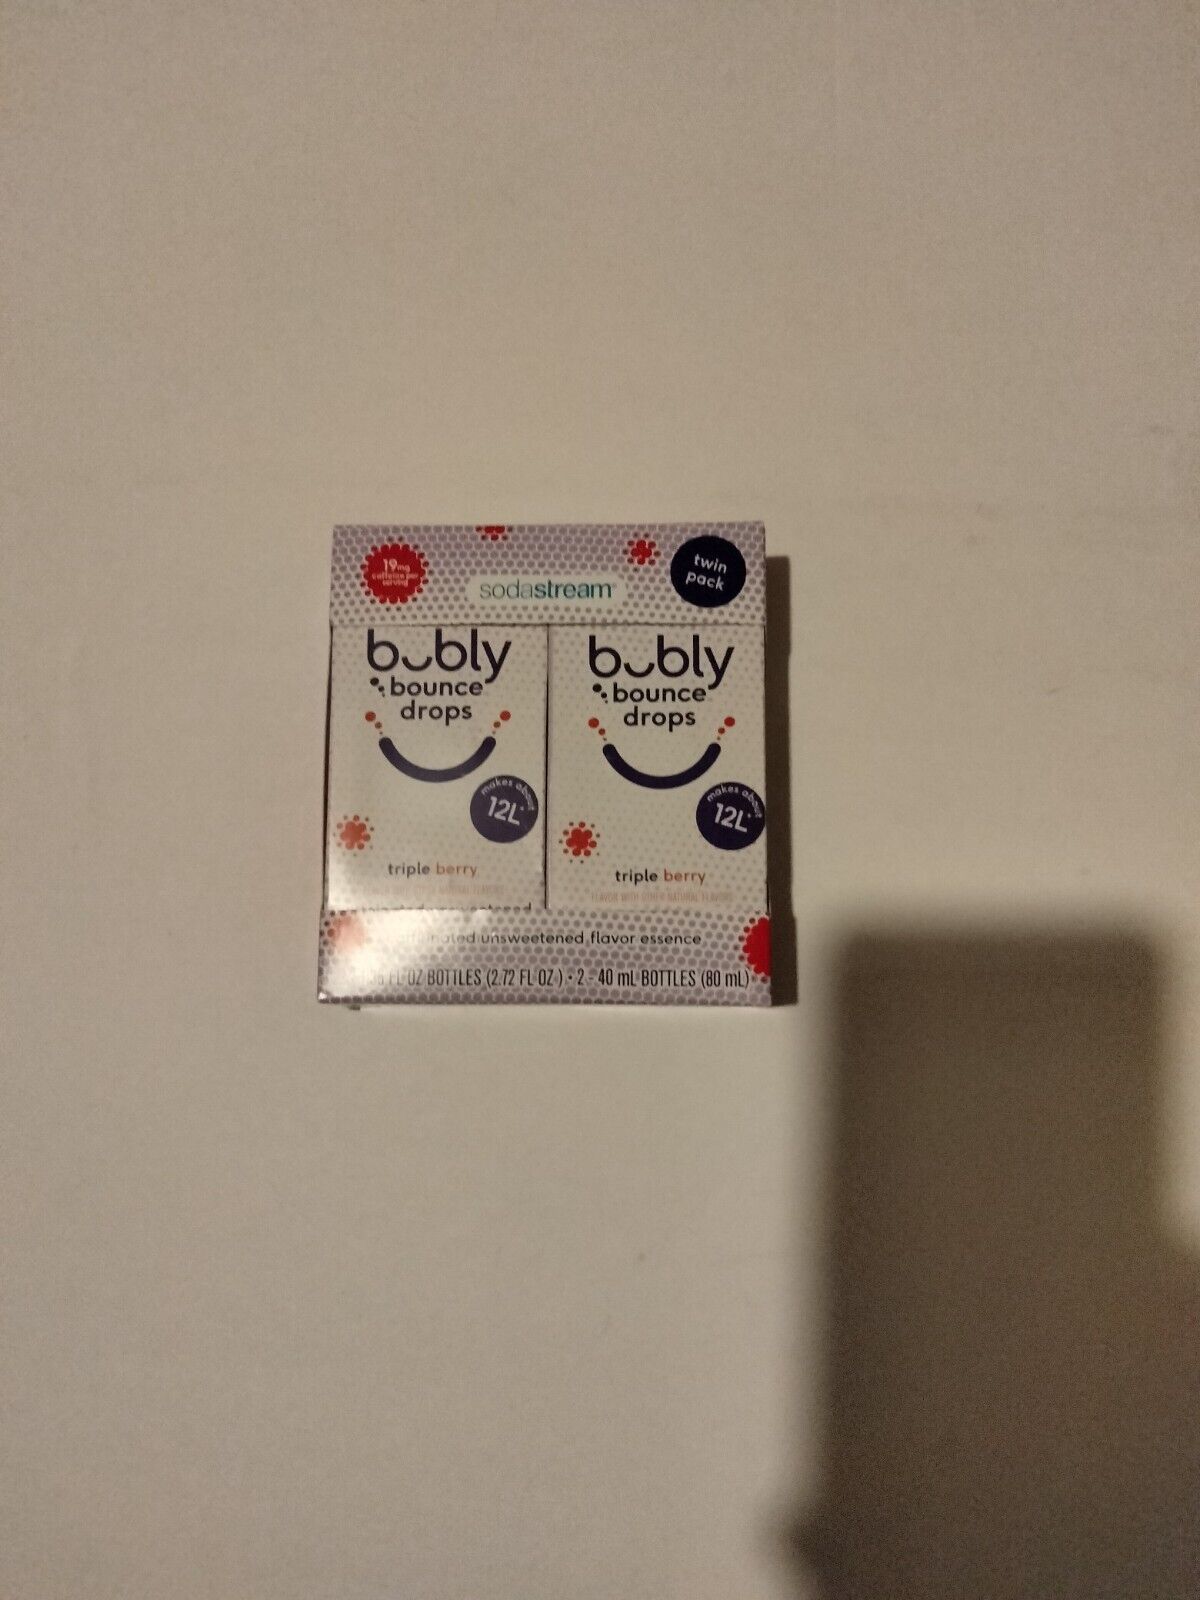 19mg
caffeine per
serving
sodastream
twin
pack
bubly
bounce
drops
makes about
12L*
triple berry
bubly
bounce
drops
makes about
12L*
triple berry
FLAVOR WITH OTHER NATURAL FLAVORS
unsweetened flavor essence
FL OZ BOTTLES (2.72 FL OZ) • 2 - 40 mL BOTTLES (80 mL)